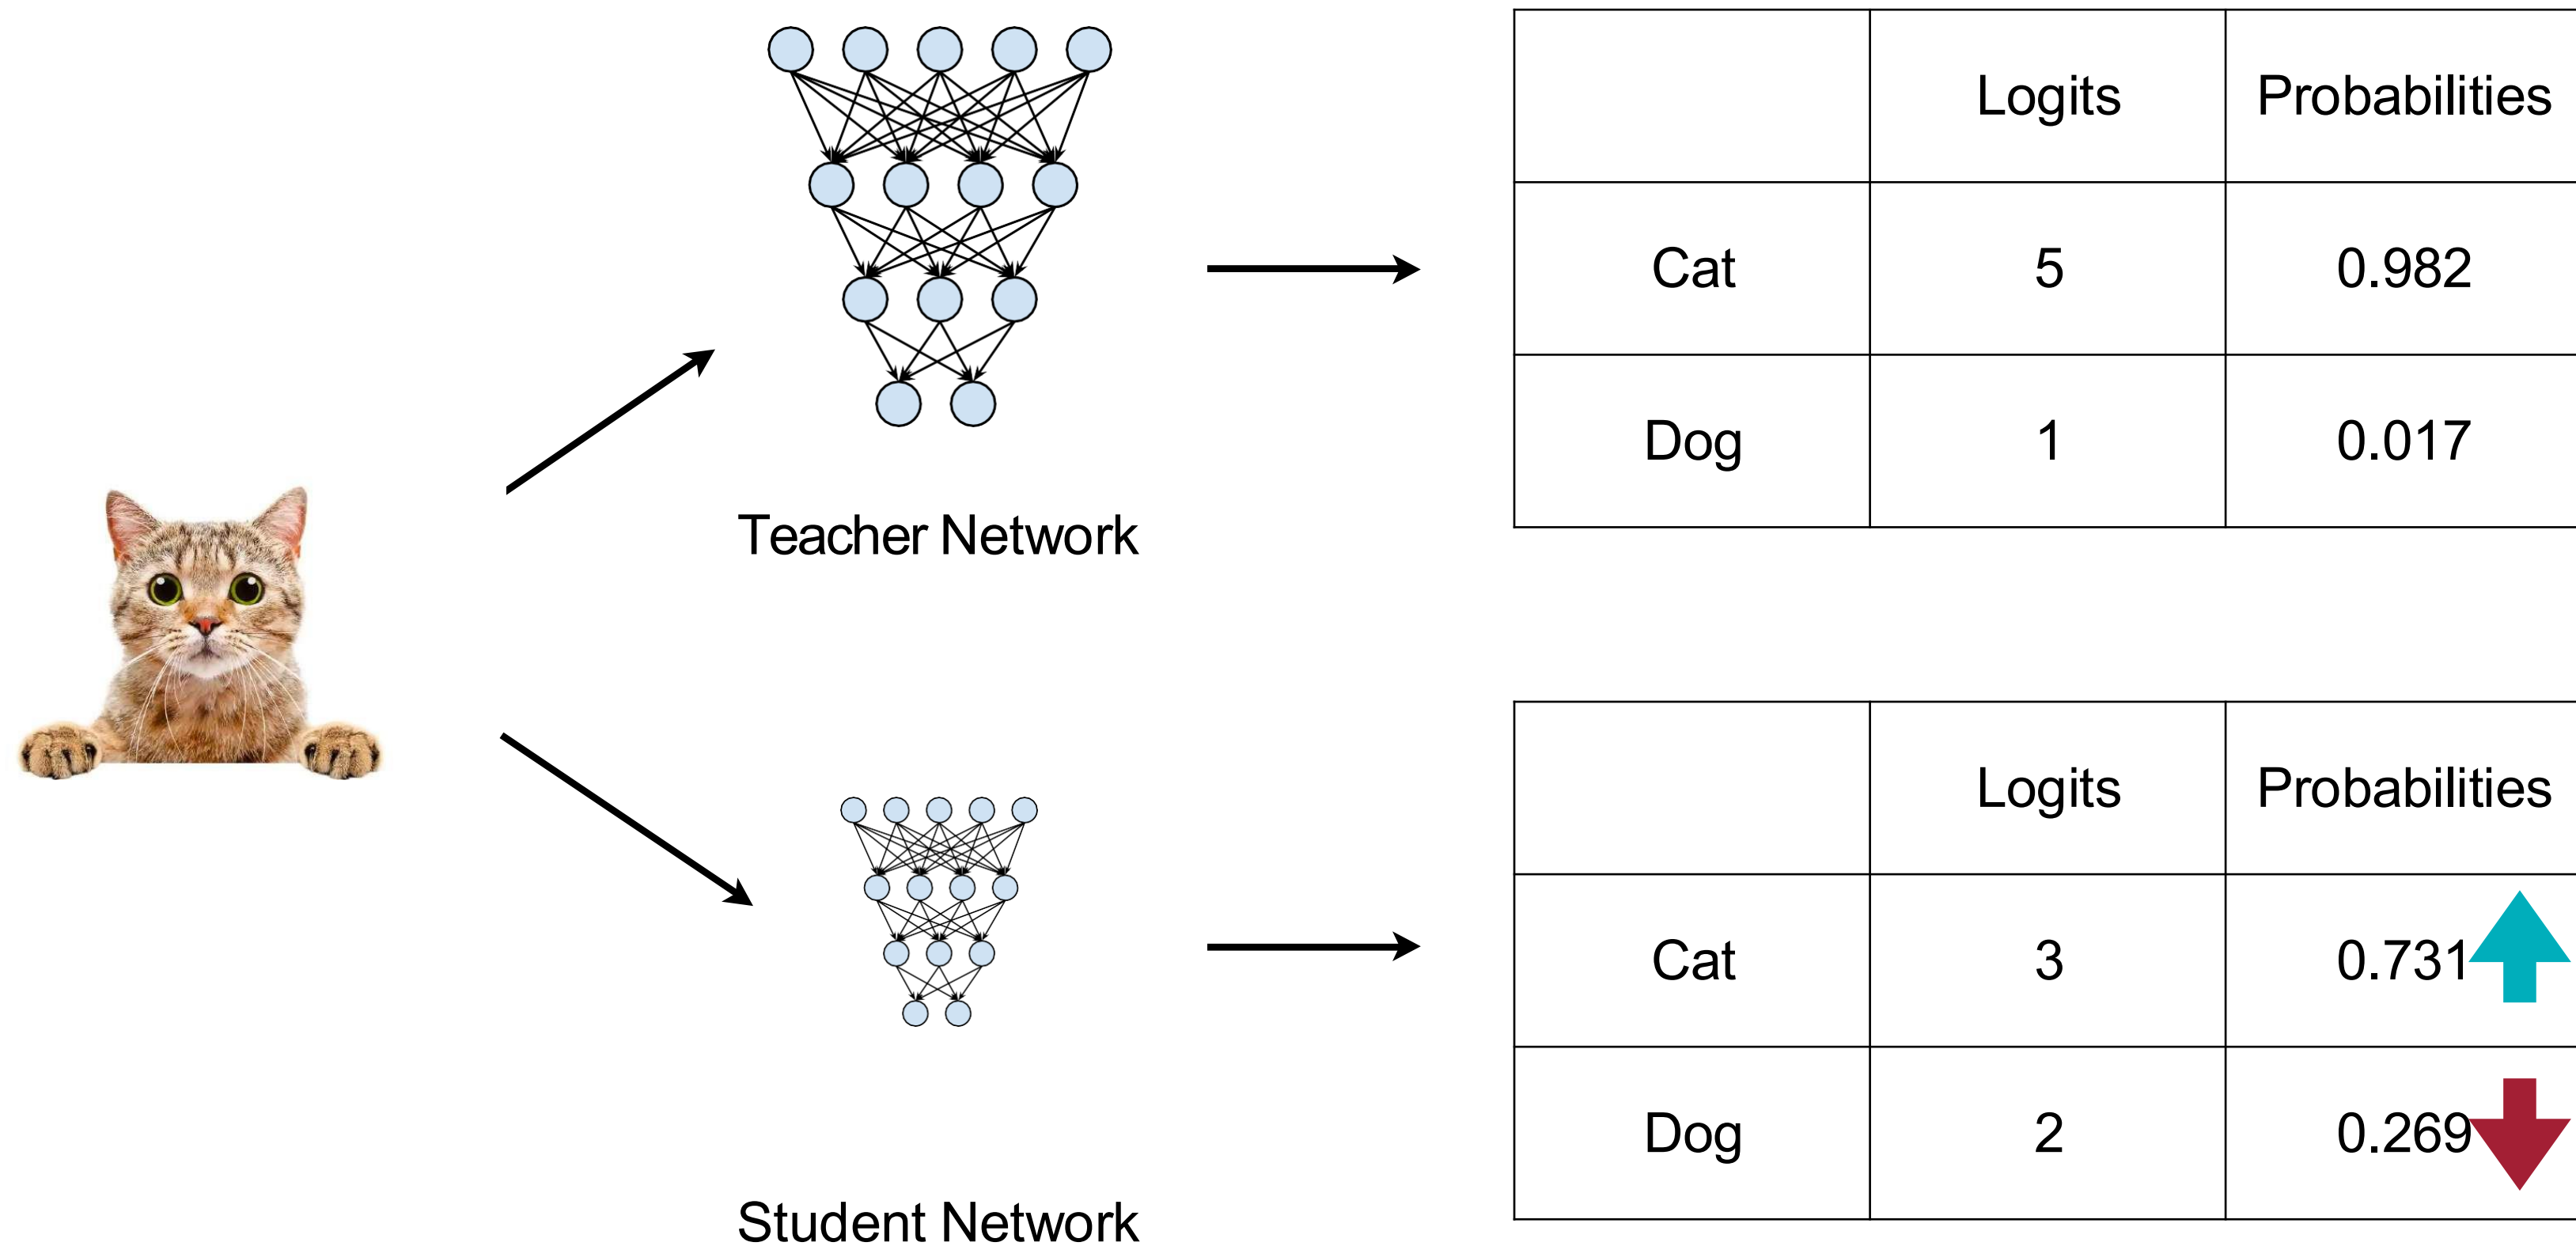 Logits Probabilities
Cat 5 0.982
Dog 1 0.017
Teacher Network
Logits Probabilities
Cat 3 0.731
Dog 2 0.269
Student Network